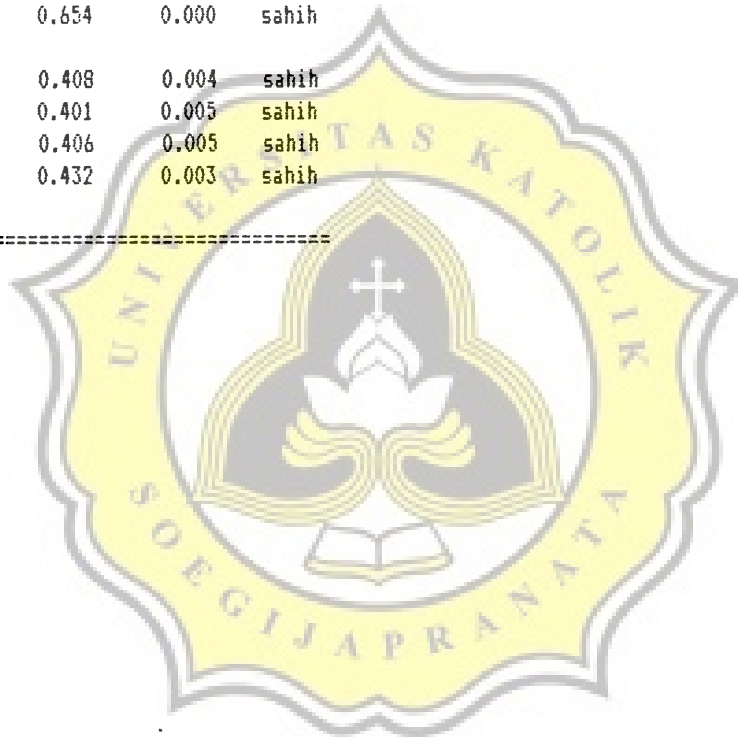 0.654 0.000 sahih
0.408 0.004 sahih
0.401 0.005 sahih
0.406 0.005 sahih
0.432 0.003 sahih
==============================
UNIVERSITAS KATOLIK
SOEGIJAPRANATA